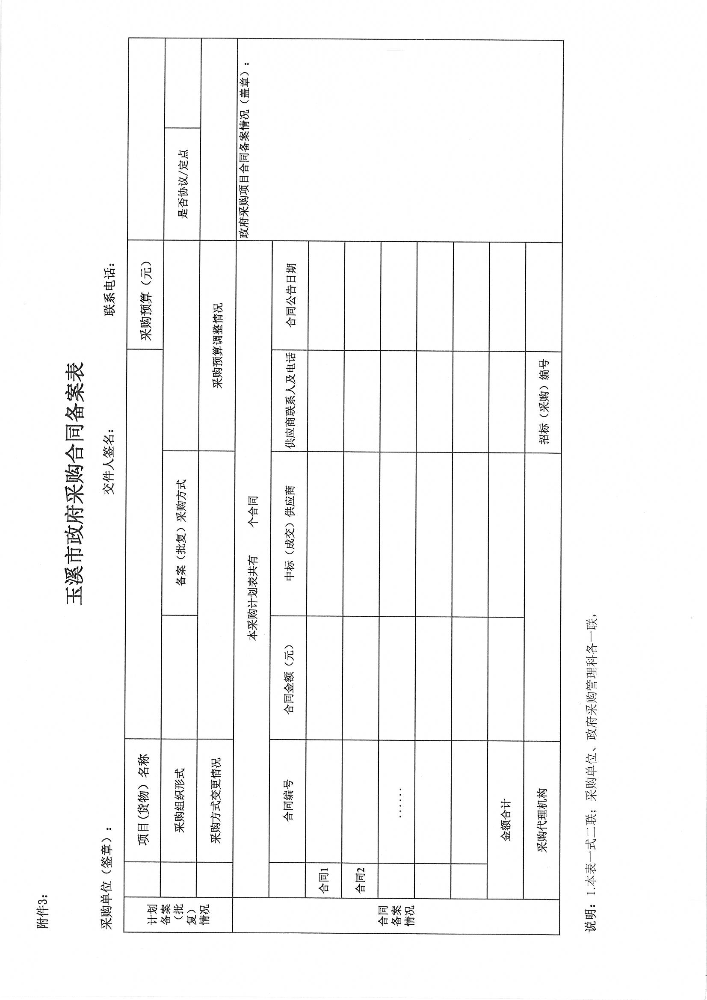 附件3：
玉溪市政府采购合同备案表
采购单位（签章）： 交件人签名： 联系电话：
计划
备案
（批
复）
情况
项目(货物）名称 采购预算（元）
采购组织形式 备案（批复）采购方式 是否协议/定点
采购方式变更情况 采购预算调整情况
合同
备案
情况
本采购计划表共有 个合同 政府采购项目合同备案情况（盖章）：
合同编号 合同金额（元） 中标（成交）供应商 供应商联系人及电话 合同公告日期
合同1
合同2
······
金额合计
采购代理机构 招标（采购）编号
说明：1.本表一式二联；采购单位、政府采购管理科各一联，